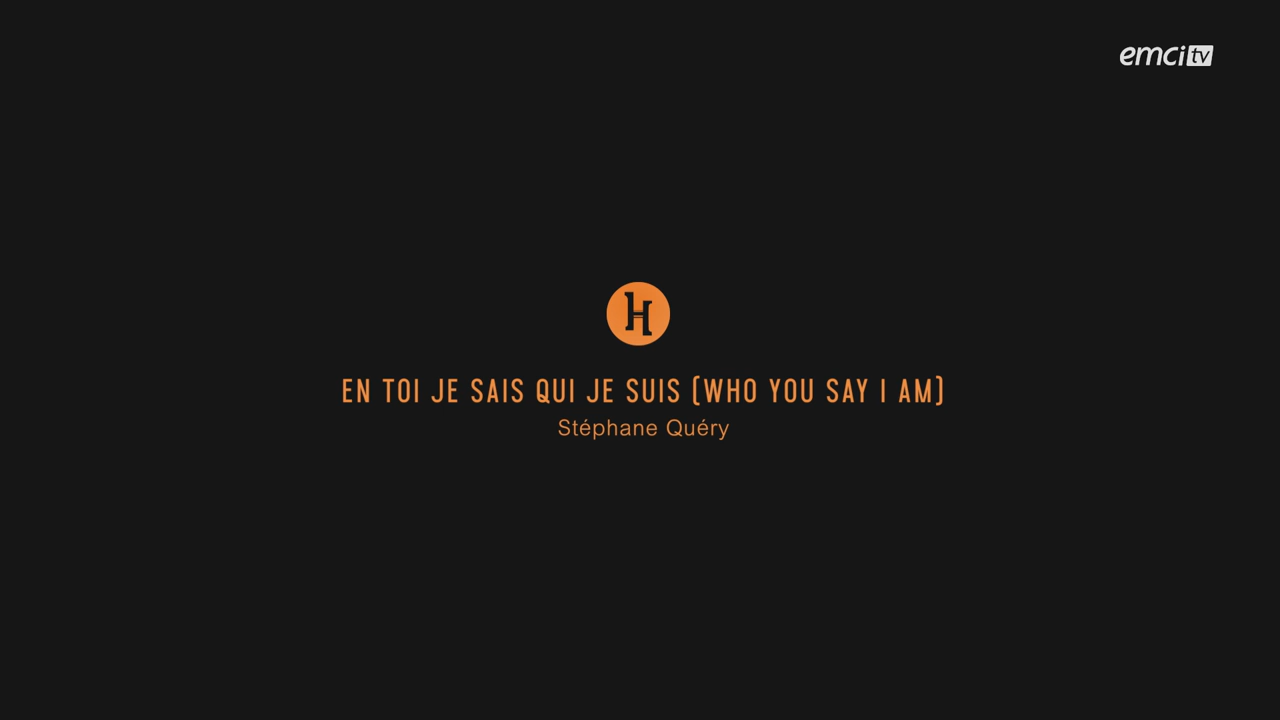 emci tv
H
EN TOI JE SAIS QUI JE SUIS (WHO YOU SAY I AM)
Stéphane Quéry